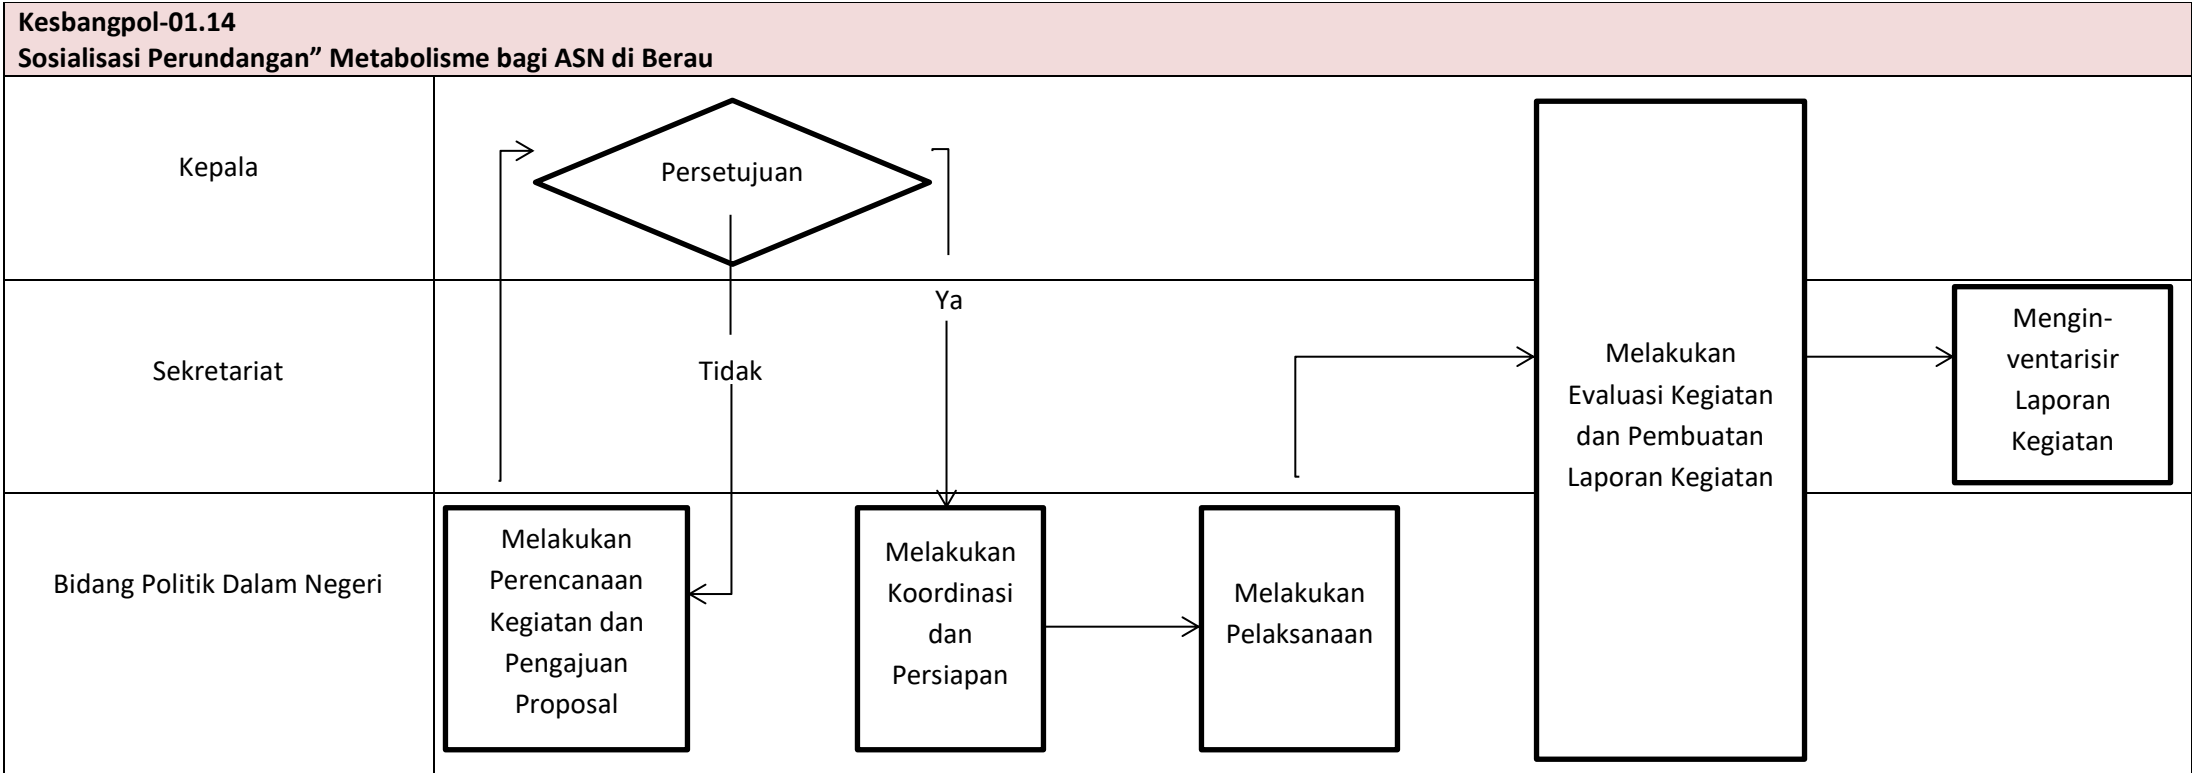 Kesbangpol-01.14
Sosialisasi Perundangan” Metabolisme bagi ASN di Berau
Kepala
Persetujuan
Ya
Sekretariat
Tidak
Melakukan
Evaluasi Kegiatan
dan Pembuatan
Laporan Kegiatan
Mengin-
ventarisir
Laporan
Kegiatan
Bidang Politik Dalam Negeri
Melakukan
Perencanaan
Kegiatan dan
Pengajuan
Proposal
Melakukan
Koordinasi
dan
Persiapan
Melakukan
Pelaksanaan